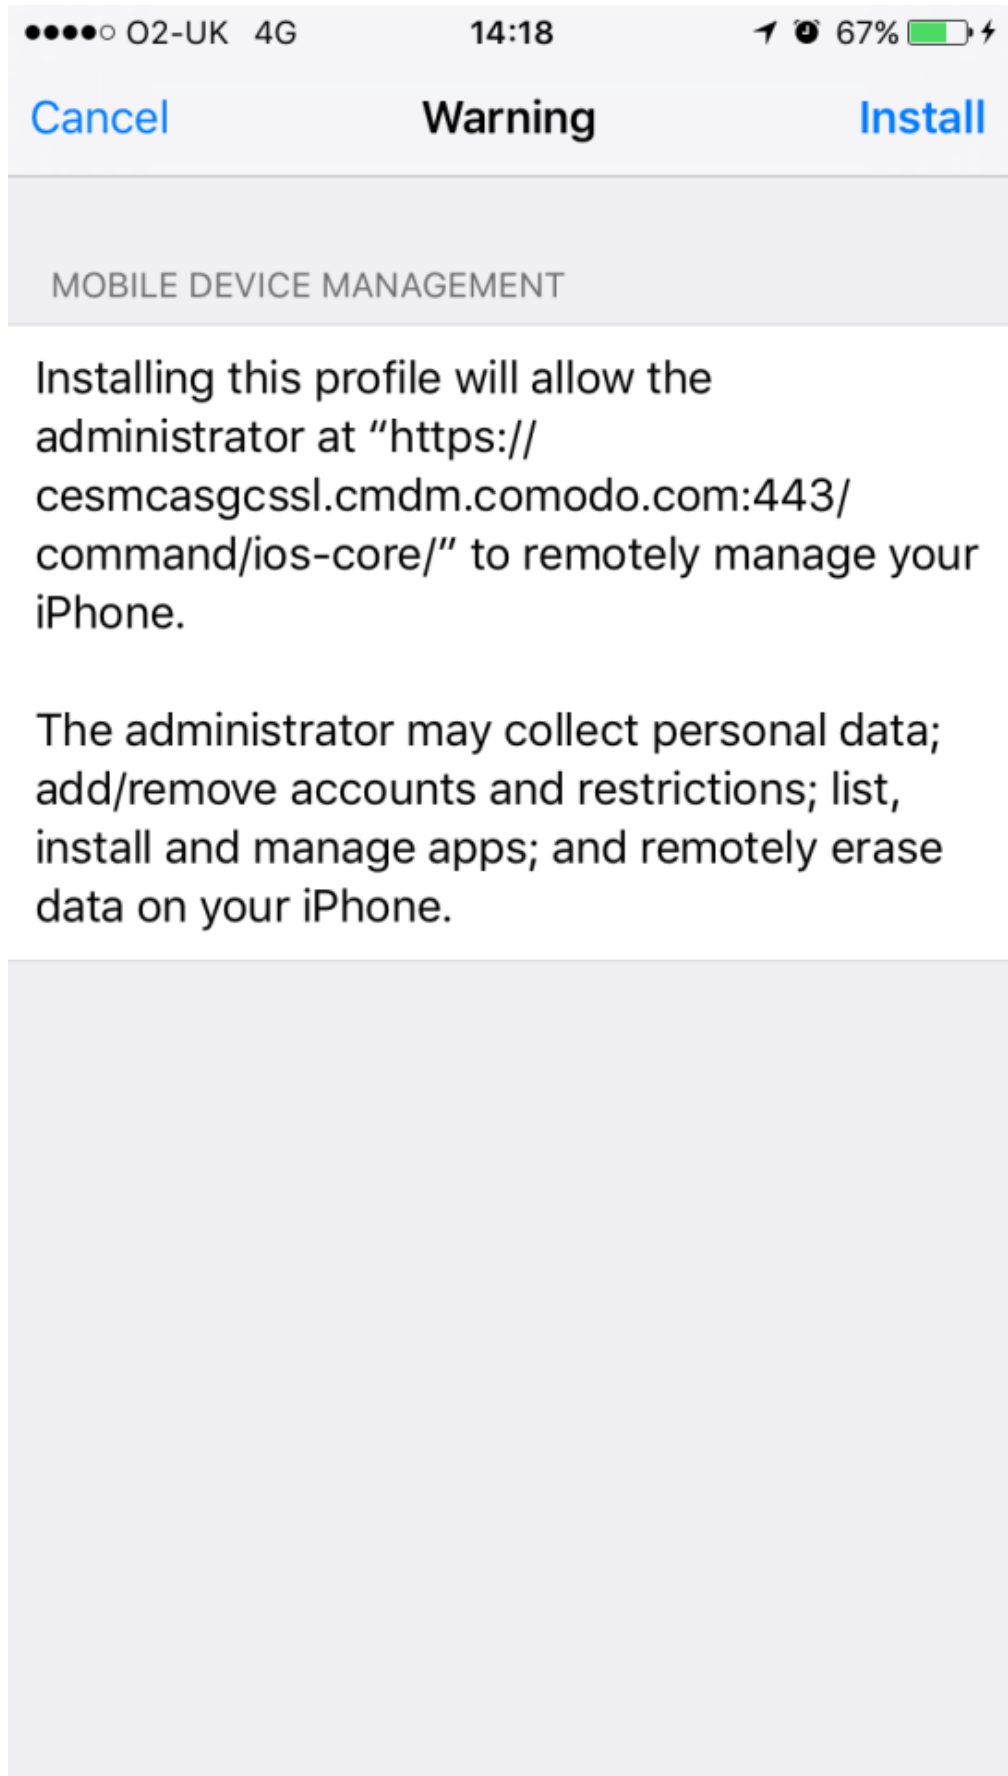 O2-UK 4G 14:18 67%
Cancel Warning Install
MOBILE DEVICE MANAGEMENT
Installing this profile will allow the
administrator at “https://
cesmcasgcssl.cmdm.comodo.com:443/
command/ios-core/” to remotely manage your
iPhone.
The administrator may collect personal data;
add/remove accounts and restrictions; list,
install and manage apps; and remotely erase
data on your iPhone.